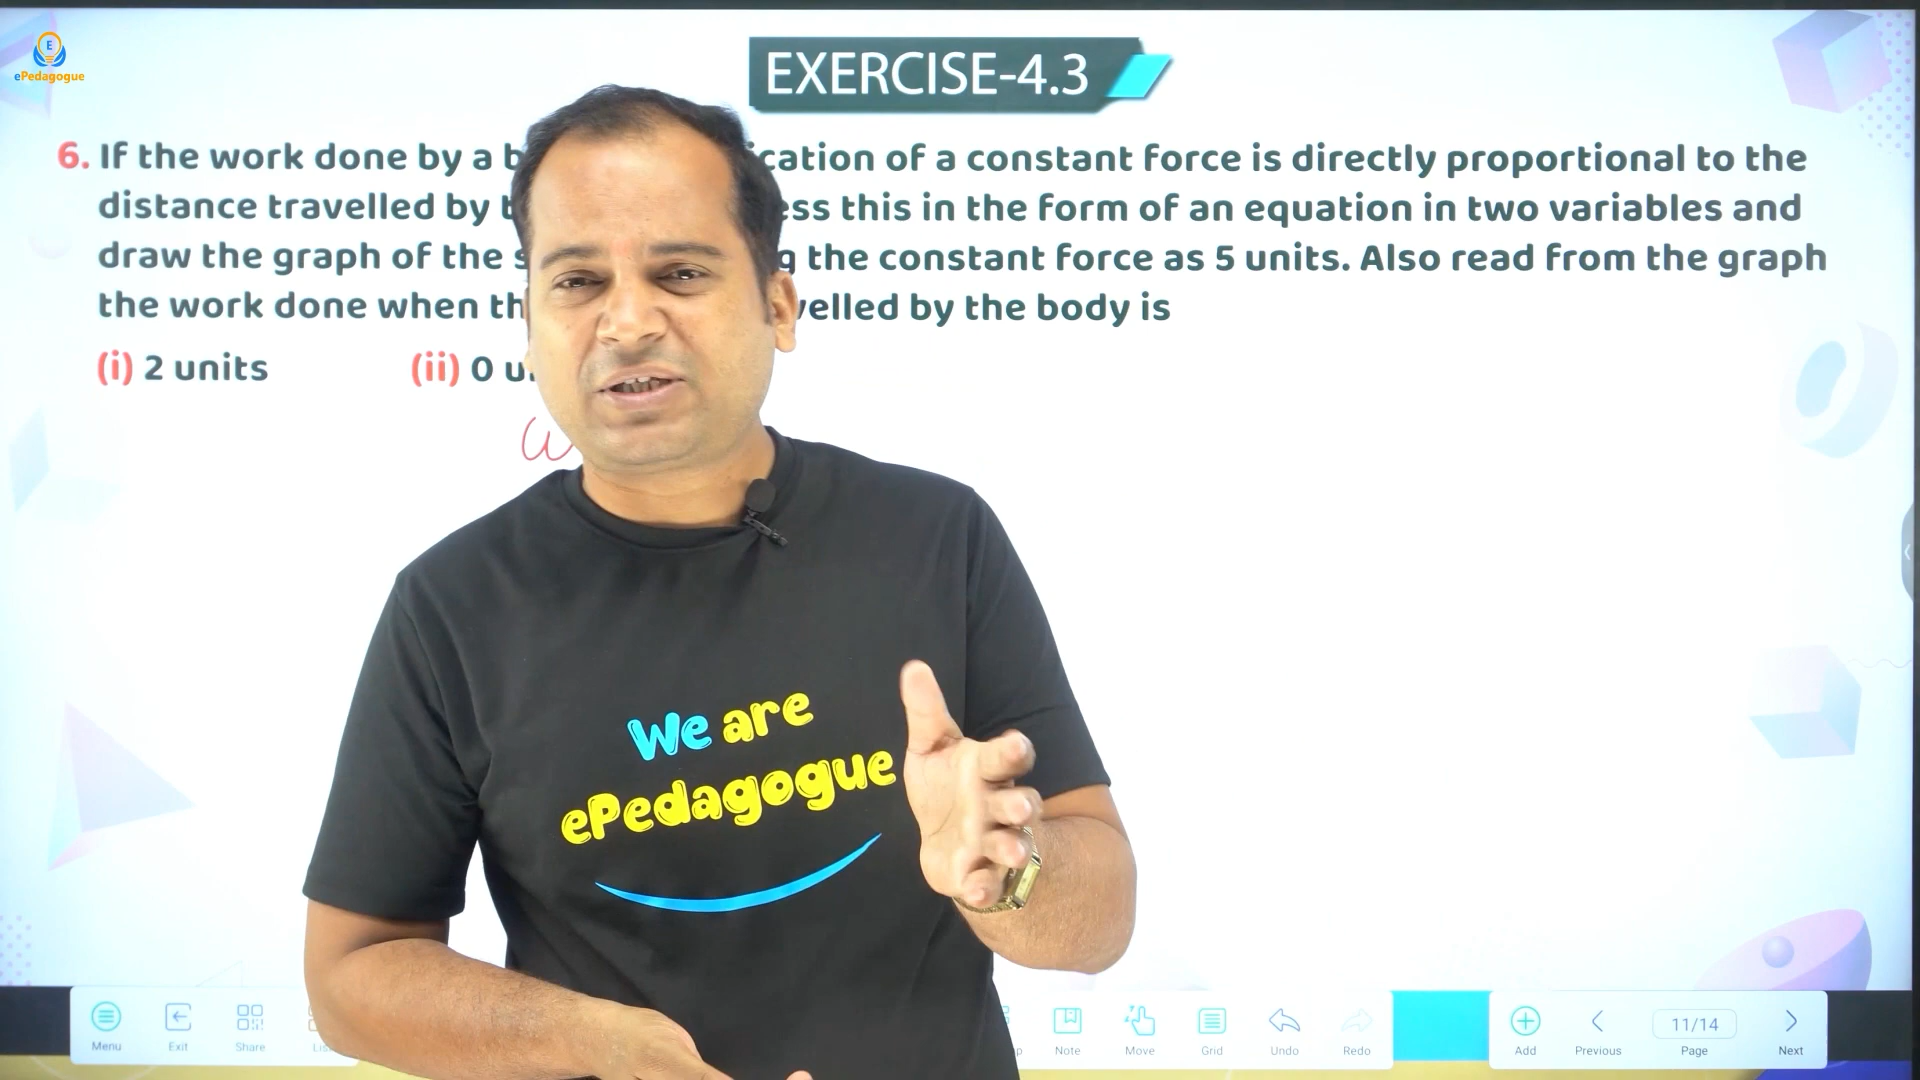 E
ePedagogue
EXERCISE-4.3
6. If the work done by a b cation of a constant force is directly proportional to the
distance travelled by ess this in the form of an equation in two variables and
draw the graph of the s g the constant force as 5 units. Also read from the graph
the work done when th velled by the body is
(i) 2 units (ii) 0 u
We are
ePedagogue
Menu Exit Share Note Move Grid Undo Redo Add Previous 11/14 Page Next